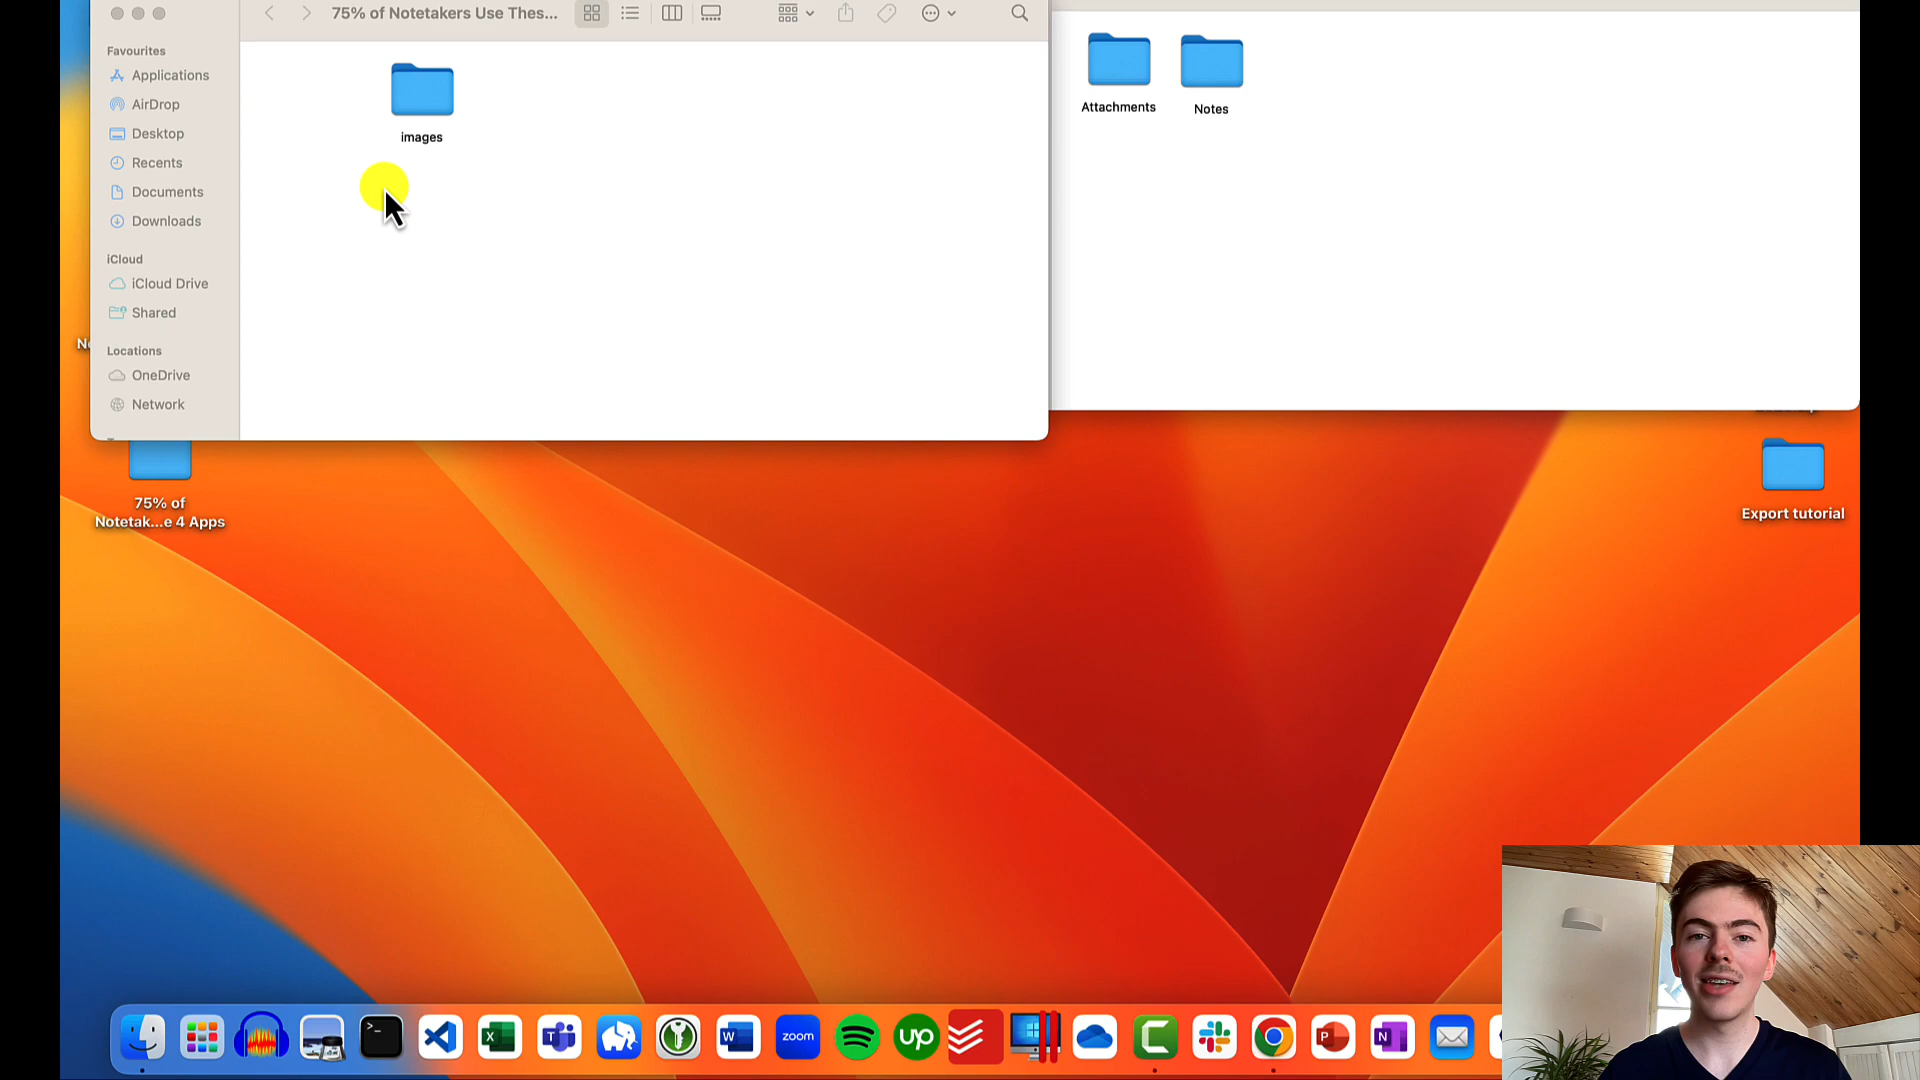 75% of Notetakers Use Thes...
Favourites
Applications
AirDrop
Desktop
Recents
Documents
Downloads
iCloud
iCloud Drive
Shared
Locations
OneDrive
Network
images
Attachments
Notes
75% of
Notetak...e 4 Apps
Export tutorial
zoom
up